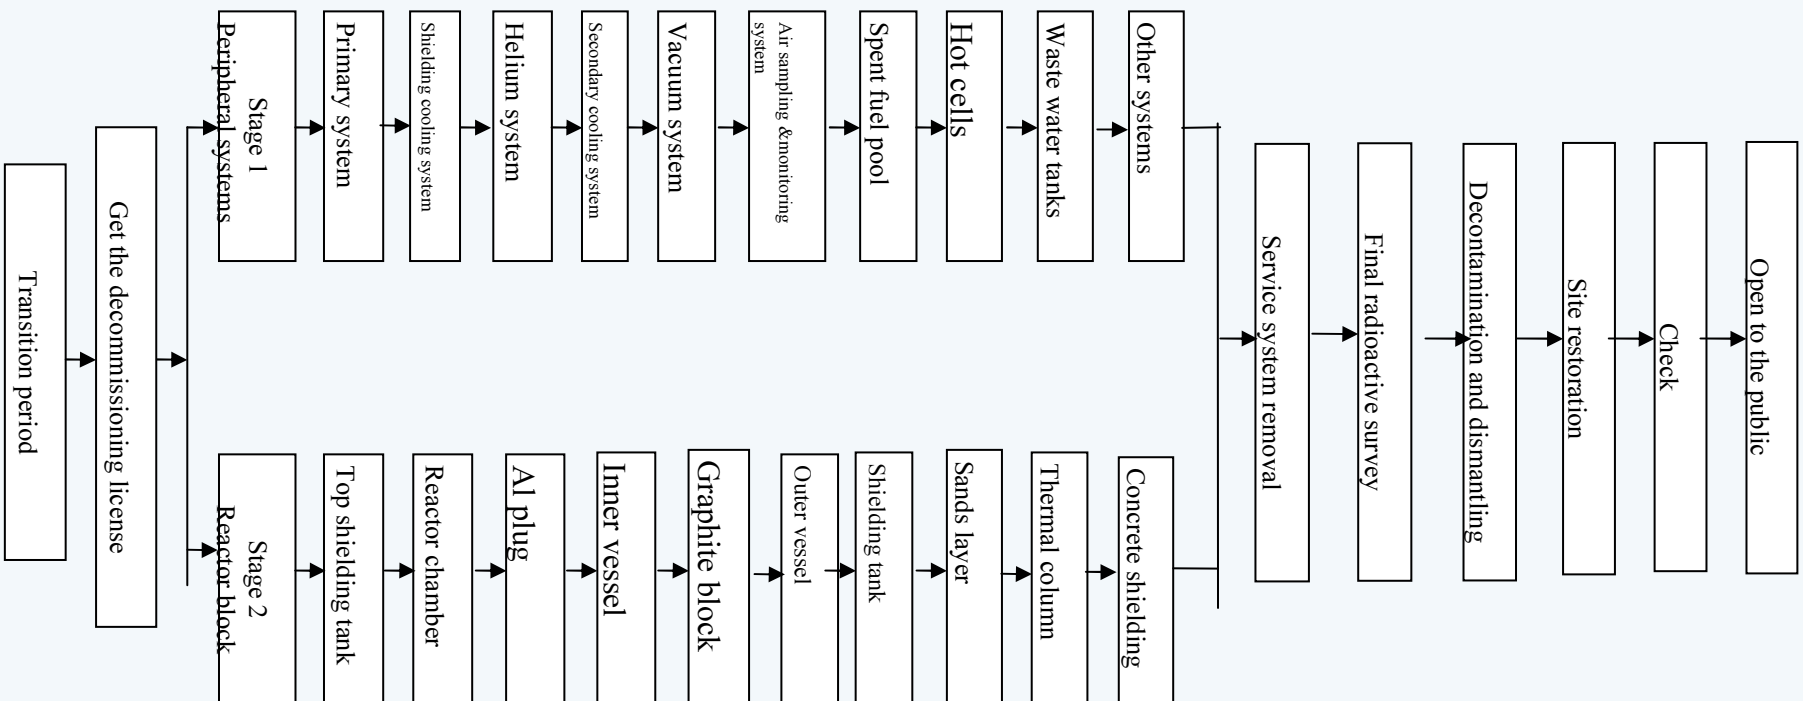 Transition period
Get the decommissioning license
Stage 1
Peripheral systems
Primary system
Shielding cooling system
Helium system
Secondary cooling system
Vacuum system
Air sampling &monitoring
system
Spent fuel pool
Hot cells
Waste water tanks
Other systems
Stage 2
Reactor block
Top shielding tank
Reactor chamber
Al plug
Inner vessel
Graphite block
Outer vessel
Shielding tank
Sands layer
Thermal column
Concrete shielding
Service system removal
Final radioactive survey
Decontamination and dismantling
Site restoration
Check
Open to the public